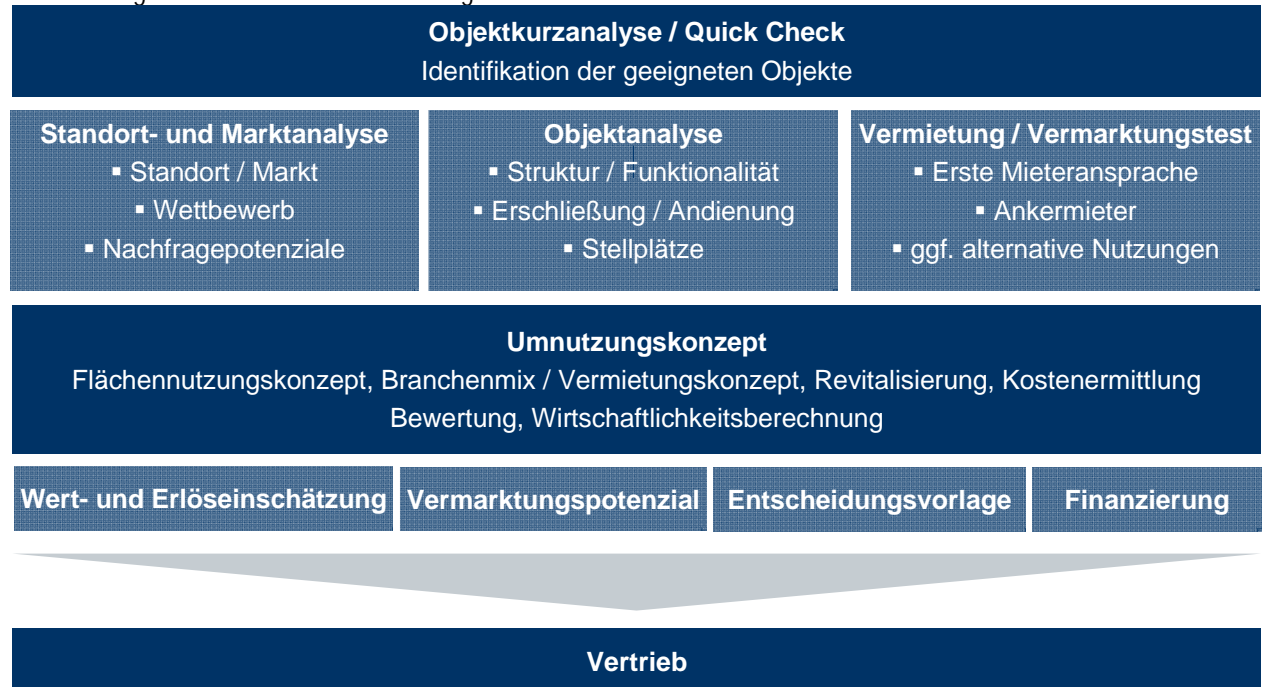 Objektkurzanalyse / Quick Check
Identifikation der geeigneten Objekte
Standort- und Marktanalyse
▪ Standort / Markt
▪ Wettbewerb
▪ Nachfragepotenziale
Objektanalyse
▪ Struktur / Funktionalität
▪ Erschließung / Andienung
▪ Stellplätze
Vermietung / Vermarktungstest
▪ Erste Mieteransprache
▪ Ankermieter
▪ ggf. alternative Nutzungen
Umnutzungskonzept
Flächennutzungskonzept, Branchenmix / Vermietungskonzept, Revitalisierung, Kostenermittlung
Bewertung, Wirtschaftlichkeitsberechnung
Wert- und Erlöseinschätzung
Vermarktungspotenzial
Entscheidungsvorlage
Finanzierung
Vertrieb